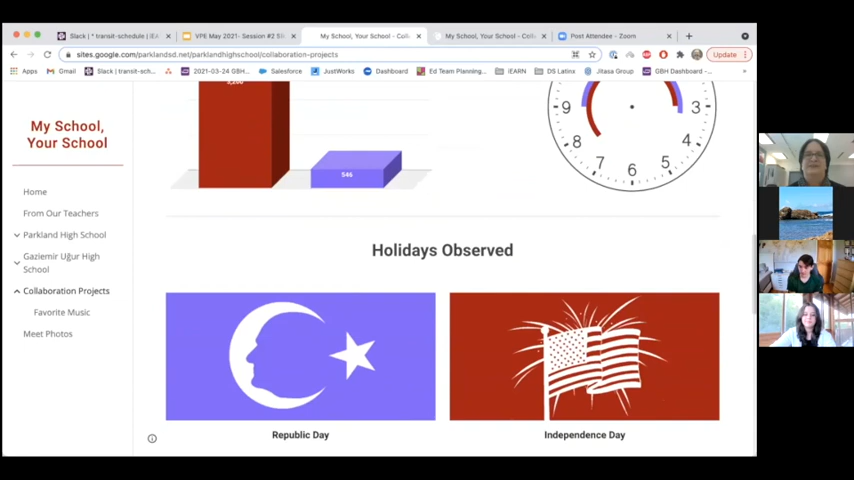 Slack | * transit-schedule | iEA
VPE May 2021- Session #2 Sli
My School, Your School - Coll
My School, Your School - Coll
Post Attendee - Zoom
sites.google.com/parklandsd.net/parklandhighschool/collaboration-projects
Update
Apps
Gmail
Slack | transit-sch...
2021-03-24 GBH...
Salesforce
JustWorks
Dashboard
Ed Team Planning...
iEARN
DS Latinx
Jitasa Group
GBH Dashboard -...
My School,
Your School
Home
From Our Teachers
Parkland High School
Gaziemir Uğur High
School
Collaboration Projects
Favorite Music
Meet Photos
546
9
3
8
4
7
5
6
Holidays Observed
Republic Day
Independence Day